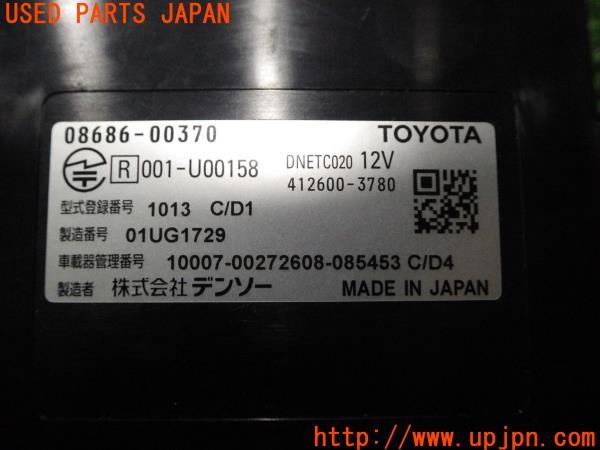 USED PARTS JAPAN
08686-00370 TOYOTA
R 001-U00158 DNETC020 12V
412600-3780
型式登録番号 1013 C/D1
製造番号 01UG1729
車載器管理番号 10007-00272608-085453 C/D4
製造者 株式会社デンソー MADE IN JAPAN
https://www.upjpn.com/